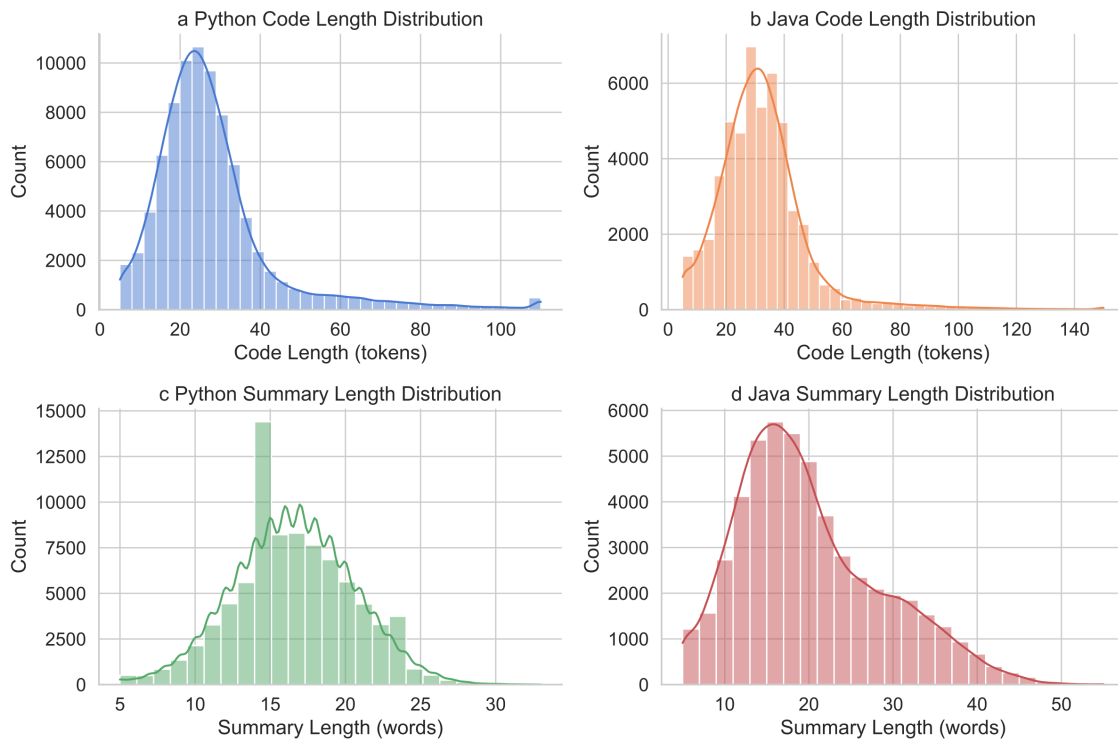 a Python Code Length Distribution
Count
10000
8000
6000
4000
2000
0
0 20 40 60 80 100
Code Length (tokens)
b Java Code Length Distribution
Count
6000
4000
2000
0
0 20 40 60 80 100 120 140
Code Length (tokens)
c Python Summary Length Distribution
Count
15000
12500
10000
7500
5000
2500
0
5 10 15 20 25 30
Summary Length (words)
d Java Summary Length Distribution
Count
6000
5000
4000
3000
2000
1000
0
10 20 30 40 50
Summary Length (words)